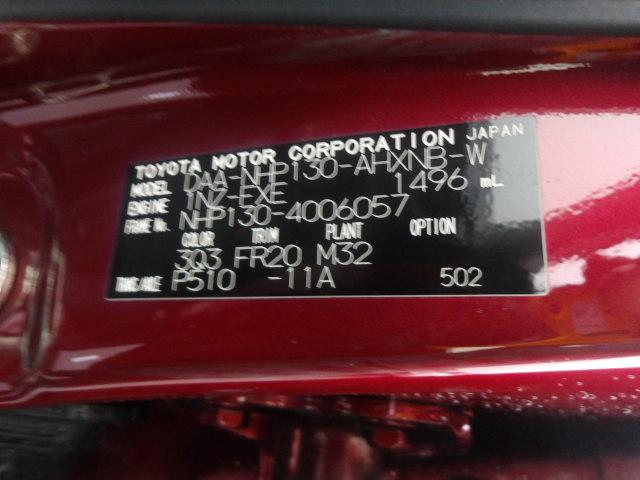 TOYOTA MOTOR CORPORATION JAPAN
MODEL DAA-NHP130-AHXNB-W
ENGINE 1NZ-FXE 1496 mL
FRAME No. NHP130-4006057
COLOR TRIM PLANT OPTION
3Q3 FR20 M32
TRANS/AXLE P510 -11A 502